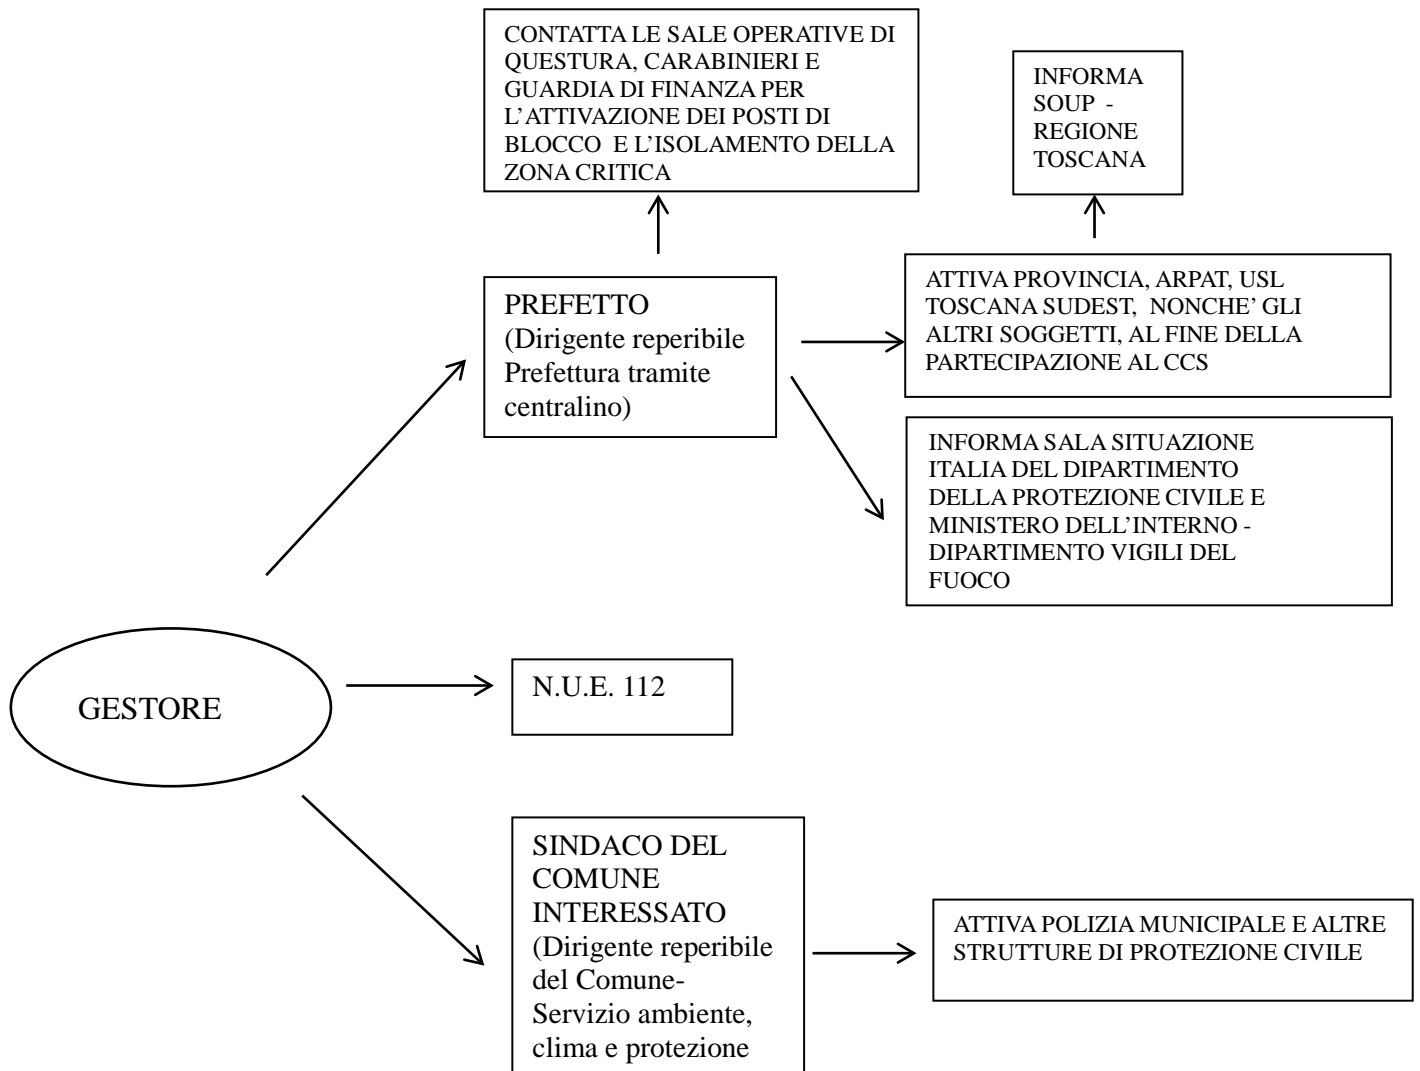 CONTATTA LE SALE OPERATIVE DI
QUESTURA, CARABINIERI E
GUARDIA DI FINANZA PER
L’ATTIVAZIONE DEI POSTI DI
BLOCCO E L’ISOLAMENTO DELLA
ZONA CRITICA
INFORMA
SOUP -
REGIONE
TOSCANA
PREFETTO
(Dirigente reperibile
Prefettura tramite
centralino)
ATTIVA PROVINCIA, ARPAT, USL
TOSCANA SUDEST, NONCHE’ GLI
ALTRI SOGGETTI, AL FINE DELLA
PARTECIPAZIONE AL CCS
INFORMA SALA SITUAZIONE
ITALIA DEL DIPARTIMENTO
DELLA PROTEZIONE CIVILE E
MINISTERO DELL’INTERNO -
DIPARTIMENTO VIGILI DEL
FUOCO
GESTORE
N.U.E. 112
SINDACO DEL
COMUNE
INTERESSATO
(Dirigente reperibile
del Comune-
Servizio ambiente,
clima e protezione
ATTIVA POLIZIA MUNICIPALE E ALTRE
STRUTTURE DI PROTEZIONE CIVILE